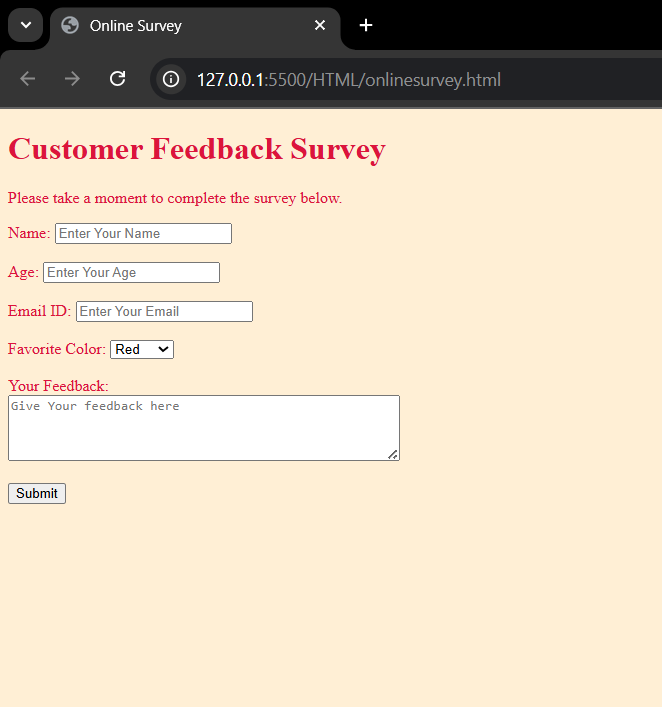 Online Survey
127.0.0.1:5500/HTML/onlinesurvey.html
Customer Feedback Survey
Please take a moment to complete the survey below.
Name: Enter Your Name
Age: Enter Your Age
Email ID: Enter Your Email
Favorite Color: Red
Your Feedback:
Give Your feedback here
Submit